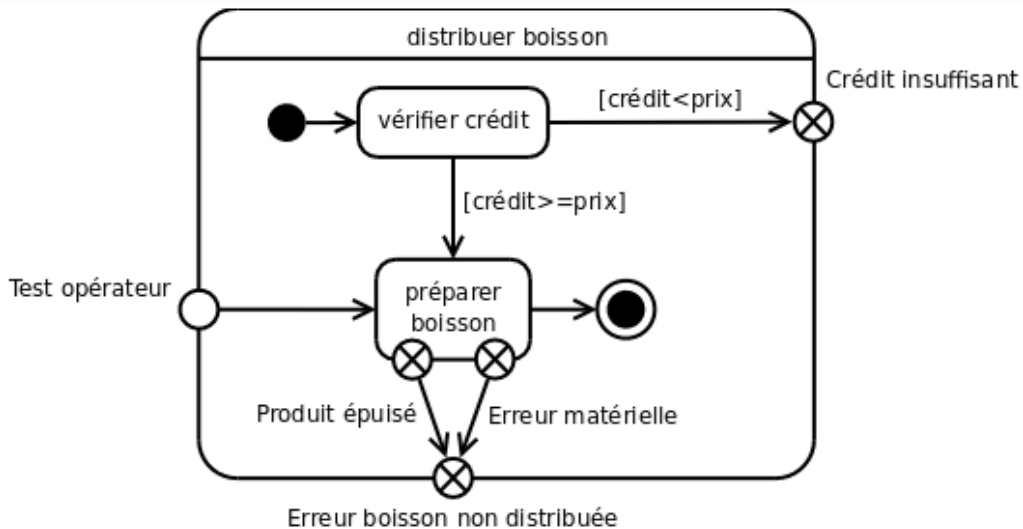 distribuer boisson
Crédit insuffisant
[crédit<prix]
vérifier crédit
[crédit>=prix]
Test opérateur
préparer
boisson
Produit épuisé
Erreur matérielle
Erreur boisson non distribuée